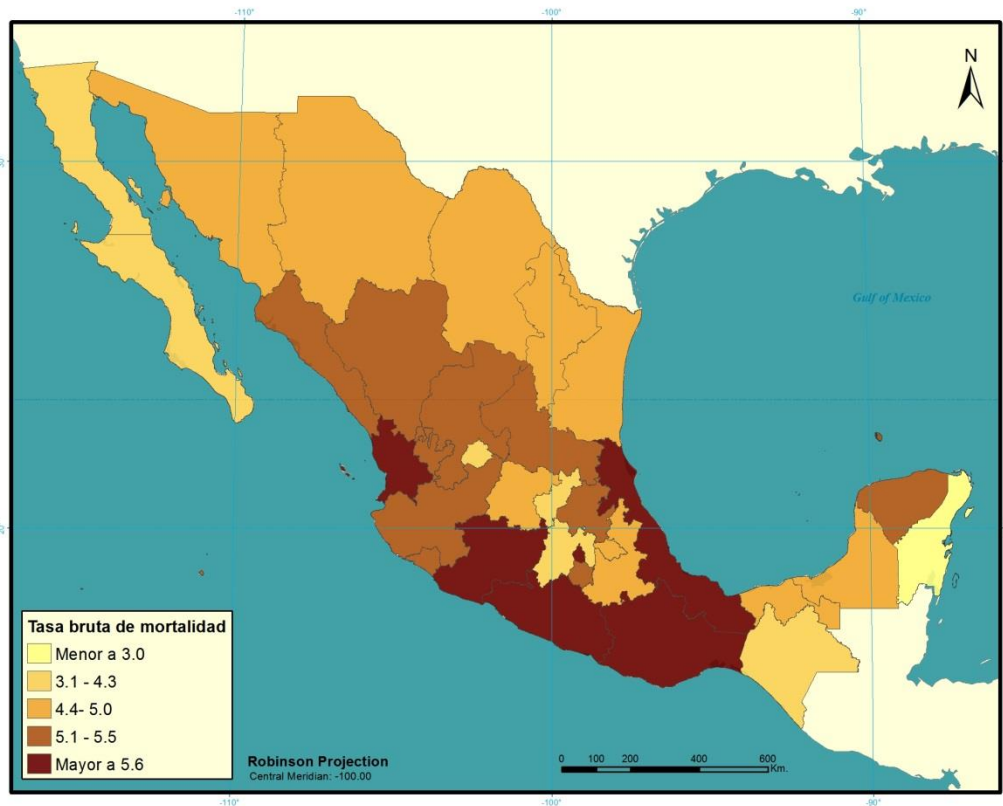 -110°
-100°
-90°
N
Gulf of Mexico
20
Tasa bruta de mortalidad
Menor a 3.0
3.1 - 4.3
4.4- 5.0
5.1 - 5.5
Mayor a 5.6
Robinson Projection
Central Meridian: -100.00
0 100 200 300 400 600
Km.
-110°
-100°
-90°